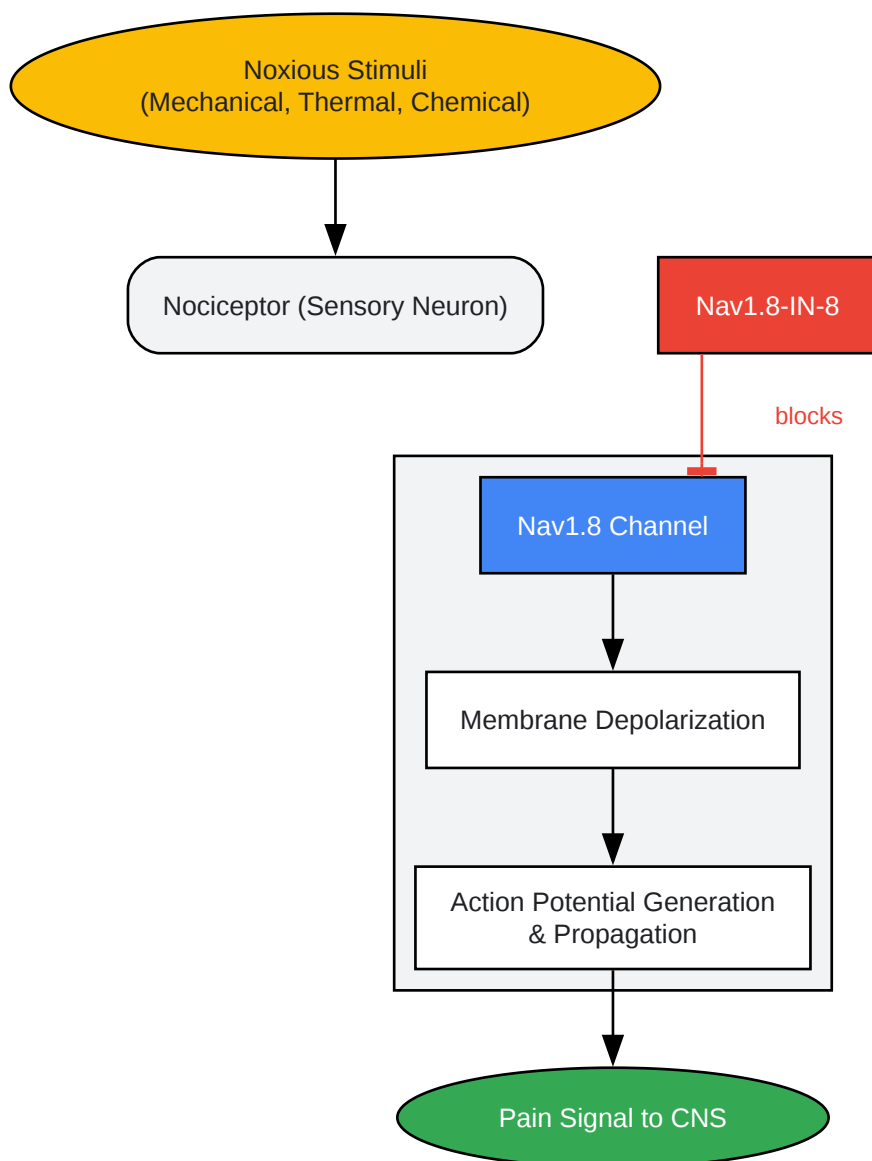 Noxious Stimuli
(Mechanical, Thermal, Chemical)
Nociceptor (Sensory Neuron)
Nav1.8-IN-8
blocks
Nav1.8 Channel
Membrane Depolarization
Action Potential Generation
& Propagation
Pain Signal to CNS